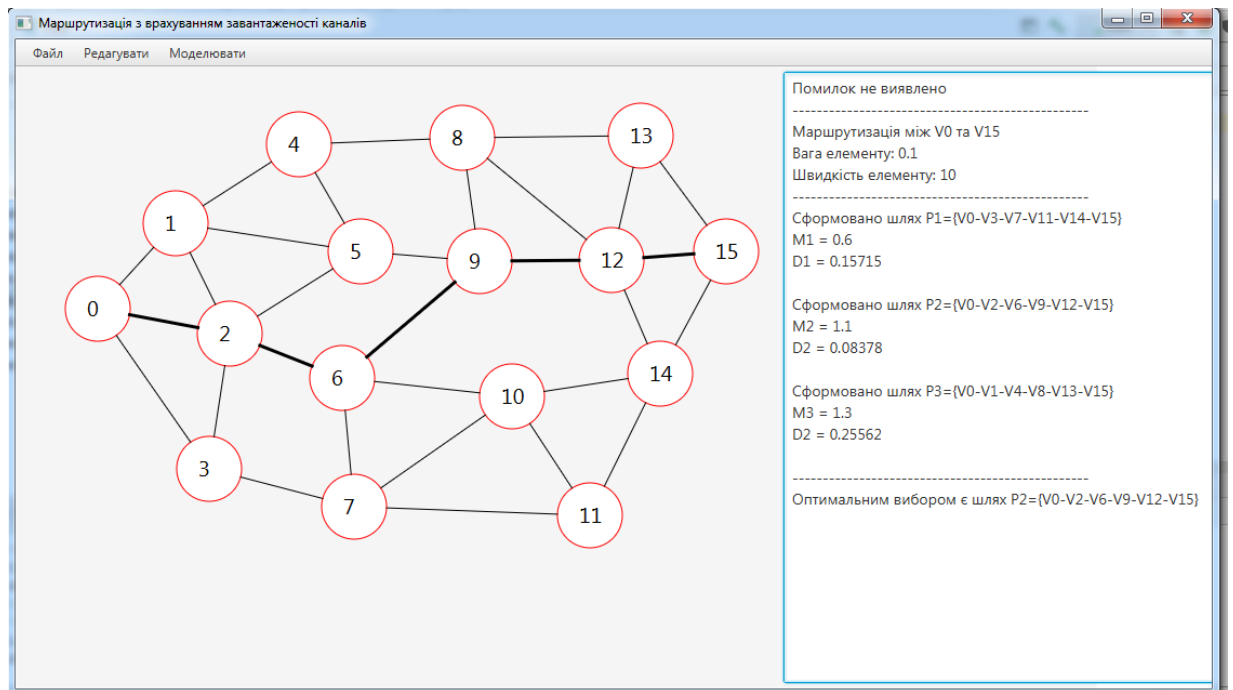 Маршрутизація з врахуванням завантаженості каналів
Файл Редагувати Моделювати
4
8
13
1
5
9
12
15
0
2
6
10
14
3
7
11
Помилок не виявлено
------------------------------------------------
Маршрутизація між V0 та V15
Вага елементу: 0.1
Швидкість елементу: 10
------------------------------------------------
Сформовано шлях P1={V0-V3-V7-V11-V14-V15}
M1 = 0.6
D1 = 0.15715
Сформовано шлях P2={V0-V2-V6-V9-V12-V15}
M2 = 1.1
D2 = 0.08378
Сформовано шлях P3={V0-V1-V4-V8-V13-V15}
M3 = 1.3
D2 = 0.25562
------------------------------------------------
Оптимальним вибором є шлях P2={V0-V2-V6-V9-V12-V15}